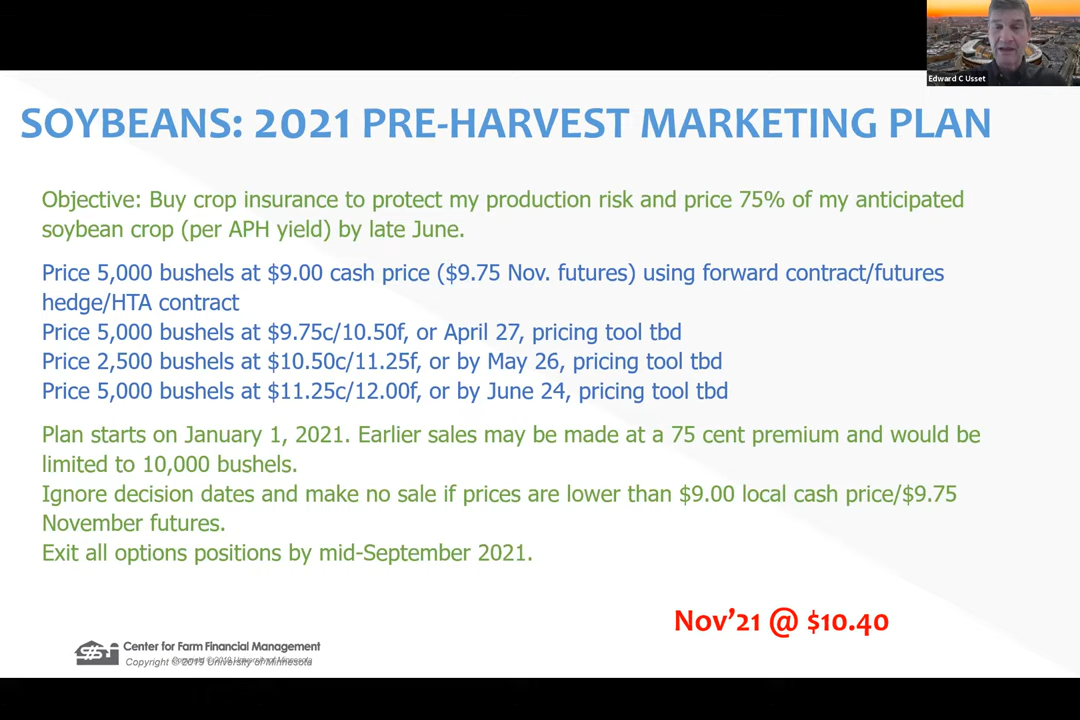 Edward C Usset
SOYBEANS: 2021 PRE-HARVEST MARKETING PLAN
Objective: Buy crop insurance to protect my production risk and price 75% of my anticipated
soybean crop (per APH yield) by late June.
Price 5,000 bushels at $9.00 cash price ($9.75 Nov. futures) using forward contract/futures
hedge/HTA contract
Price 5,000 bushels at $9.75c/10.50f, or April 27, pricing tool tbd
Price 2,500 bushels at $10.50c/11.25f, or by May 26, pricing tool tbd
Price 5,000 bushels at $11.25c/12.00f, or by June 24, pricing tool tbd
Plan starts on January 1, 2021. Earlier sales may be made at a 75 cent premium and would be
limited to 10,000 bushels.
Ignore decision dates and make no sale if prices are lower than $9.00 local cash price/$9.75
November futures.
Exit all options positions by mid-September 2021.
Nov’21 @ $10.40
Center for Farm Financial Management
Copyright © 2019 University of Minnesota